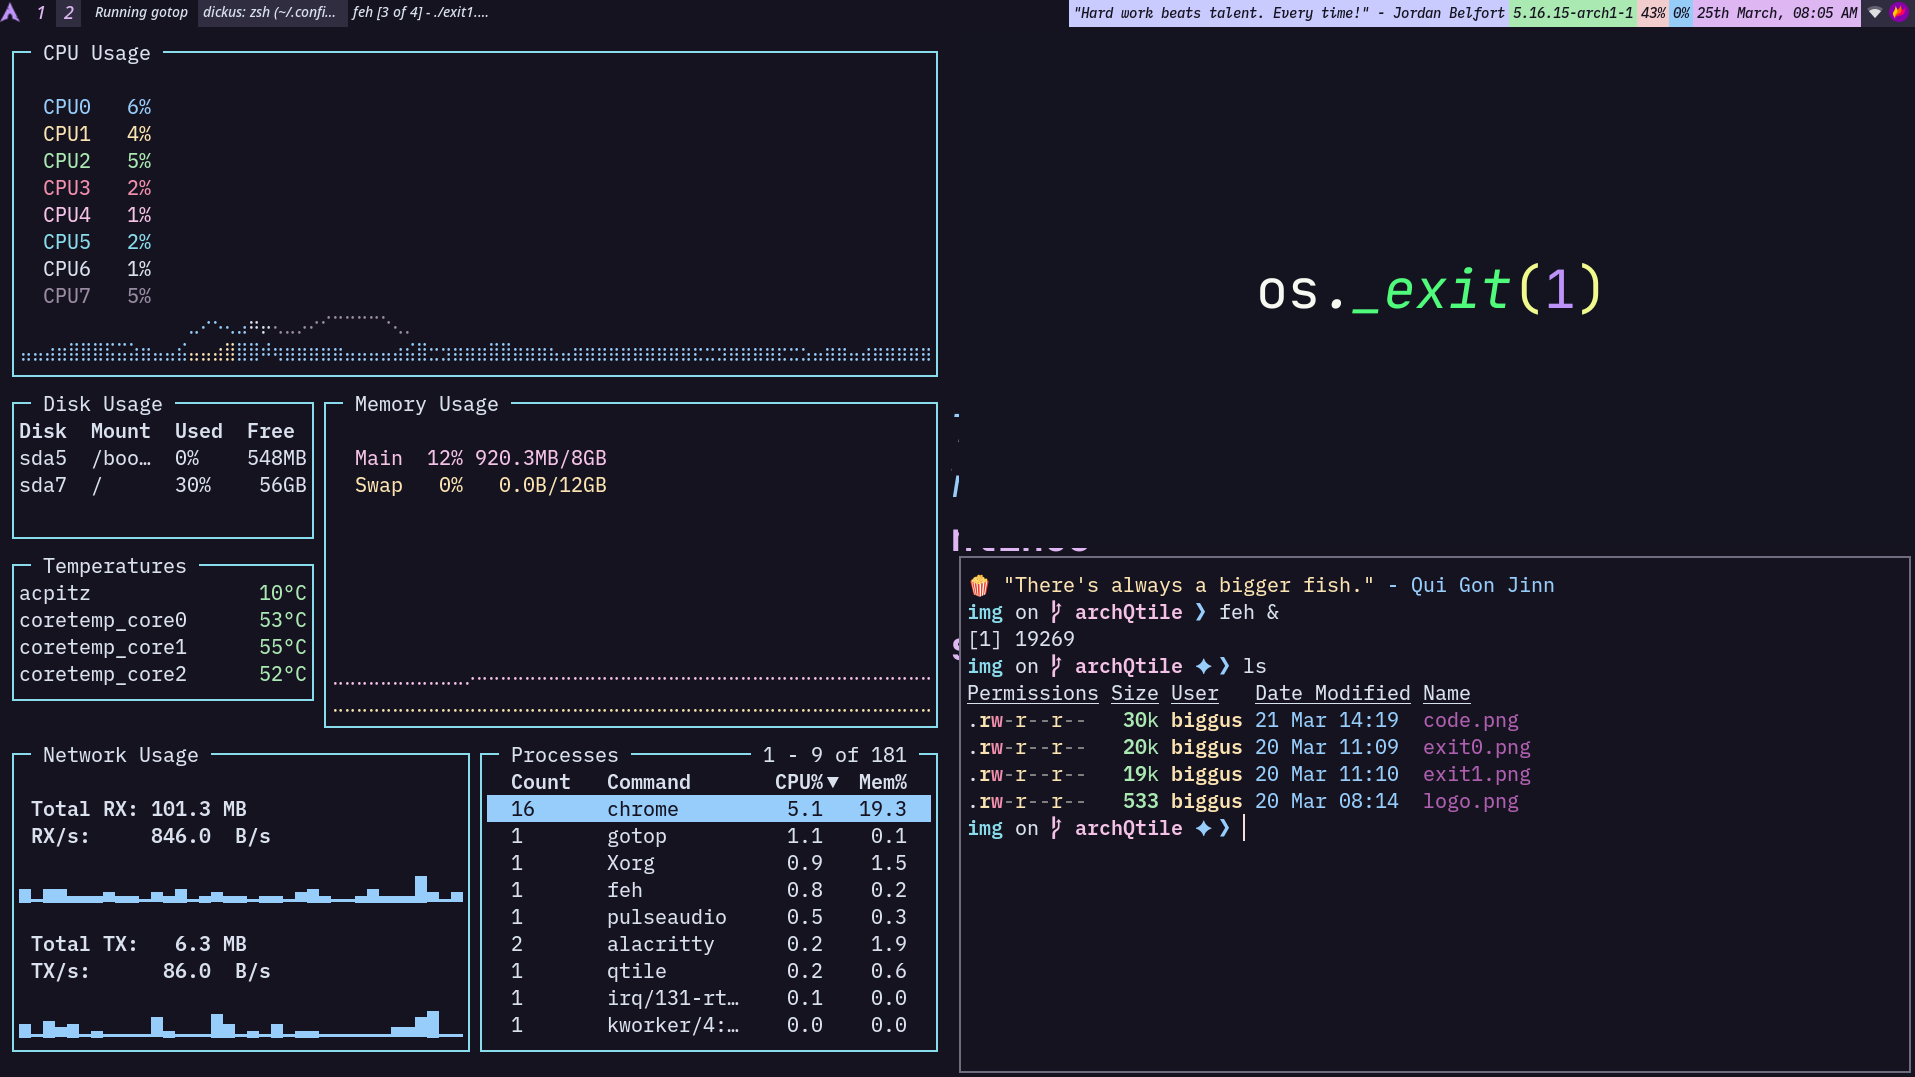 1 2 Running gotop dickus: zsh (~/.confi... feh [3 of 4] - ./exit1.... "Hard work beats talent. Every time!" - Jordan Belfort 5.16.15-arch1-1 43% 0% 25th March, 08:05 AM
CPU Usage
CPU0 6%
CPU1 4%
CPU2 5%
CPU3 2%
CPU4 1%
CPU5 2%
CPU6 1%
CPU7 5%
os._exit(1)
Disk Usage
Disk Mount Used Free
sda5 /boo… 0% 548MB
sda7 / 30% 56GB
Memory Usage
Main 12% 920.3MB/8GB
Swap 0% 0.0B/12GB
Temperatures
acpitz 10°C
coretemp_core0 53°C
coretemp_core1 55°C
coretemp_core2 52°C
Network Usage
Total RX: 101.3 MB
RX/s: 846.0 B/s
Total TX: 6.3 MB
TX/s: 86.0 B/s
Processes 1 - 9 of 181
Count Command CPU%▼ Mem%
16 chrome 5.1 19.3
1 gotop 1.1 0.1
1 Xorg 0.9 1.5
1 feh 0.8 0.2
1 pulseaudio 0.5 0.3
2 alacritty 0.2 1.9
1 qtile 0.2 0.6
1 irq/131-rt… 0.1 0.0
1 kworker/4:… 0.0 0.0
🍿 "There's always a bigger fish." - Qui Gon Jinn
img on archQtile ❯ feh &
[1] 19269
img on archQtile ✦ ❯ ls
Permissions Size User Date Modified Name
.rw-r--r-- 30k biggus 21 Mar 14:19 code.png
.rw-r--r-- 20k biggus 20 Mar 11:09 exit0.png
.rw-r--r-- 19k biggus 20 Mar 11:10 exit1.png
.rw-r--r-- 533 biggus 20 Mar 08:14 logo.png
img on archQtile ✦ ❯